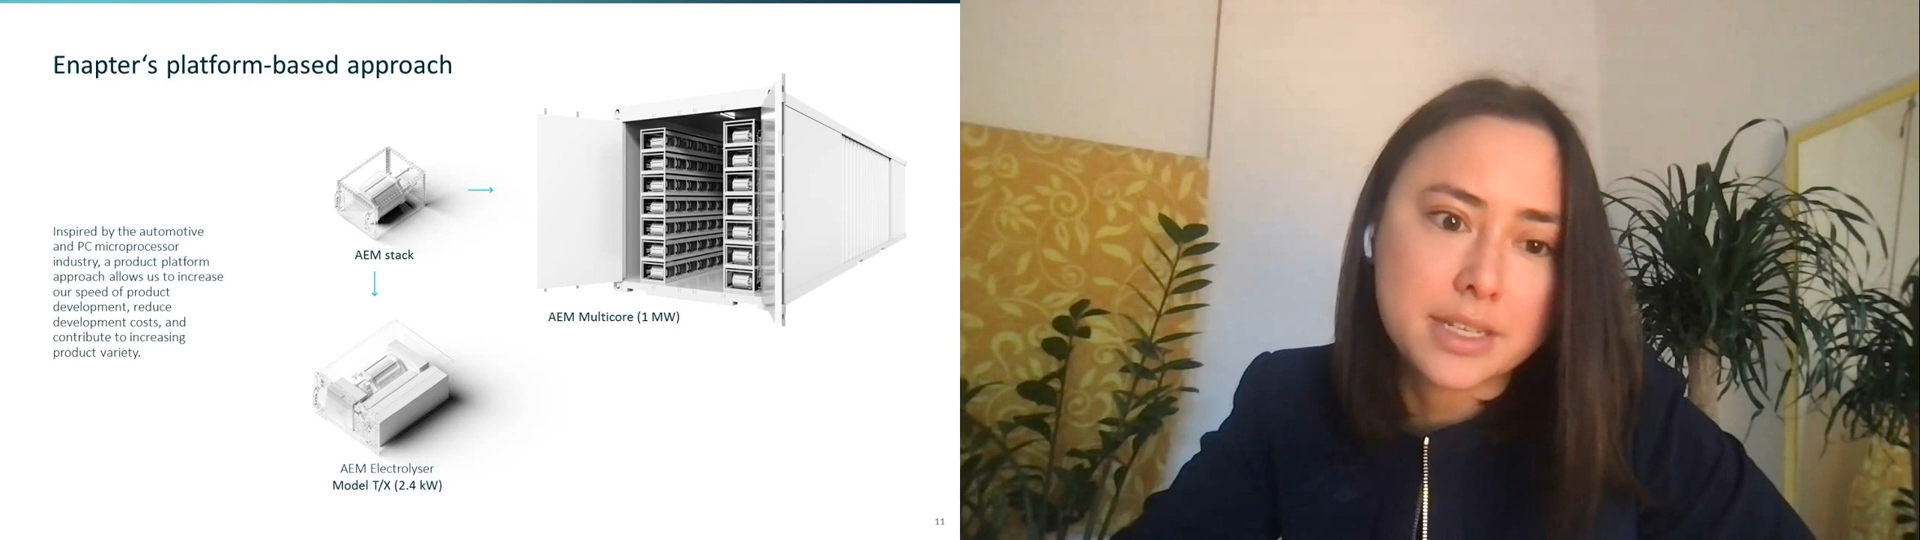 Enapter‘s platform-based approach
Inspired by the automotive
and PC microprocessor
industry, a product platform
approach allows us to increase
our speed of product
development, reduce
development costs, and
contribute to increasing
product variety.
AEM stack
AEM Multicore (1 MW)
AEM Electrolyser
Model T/X (2.4 kW)
11